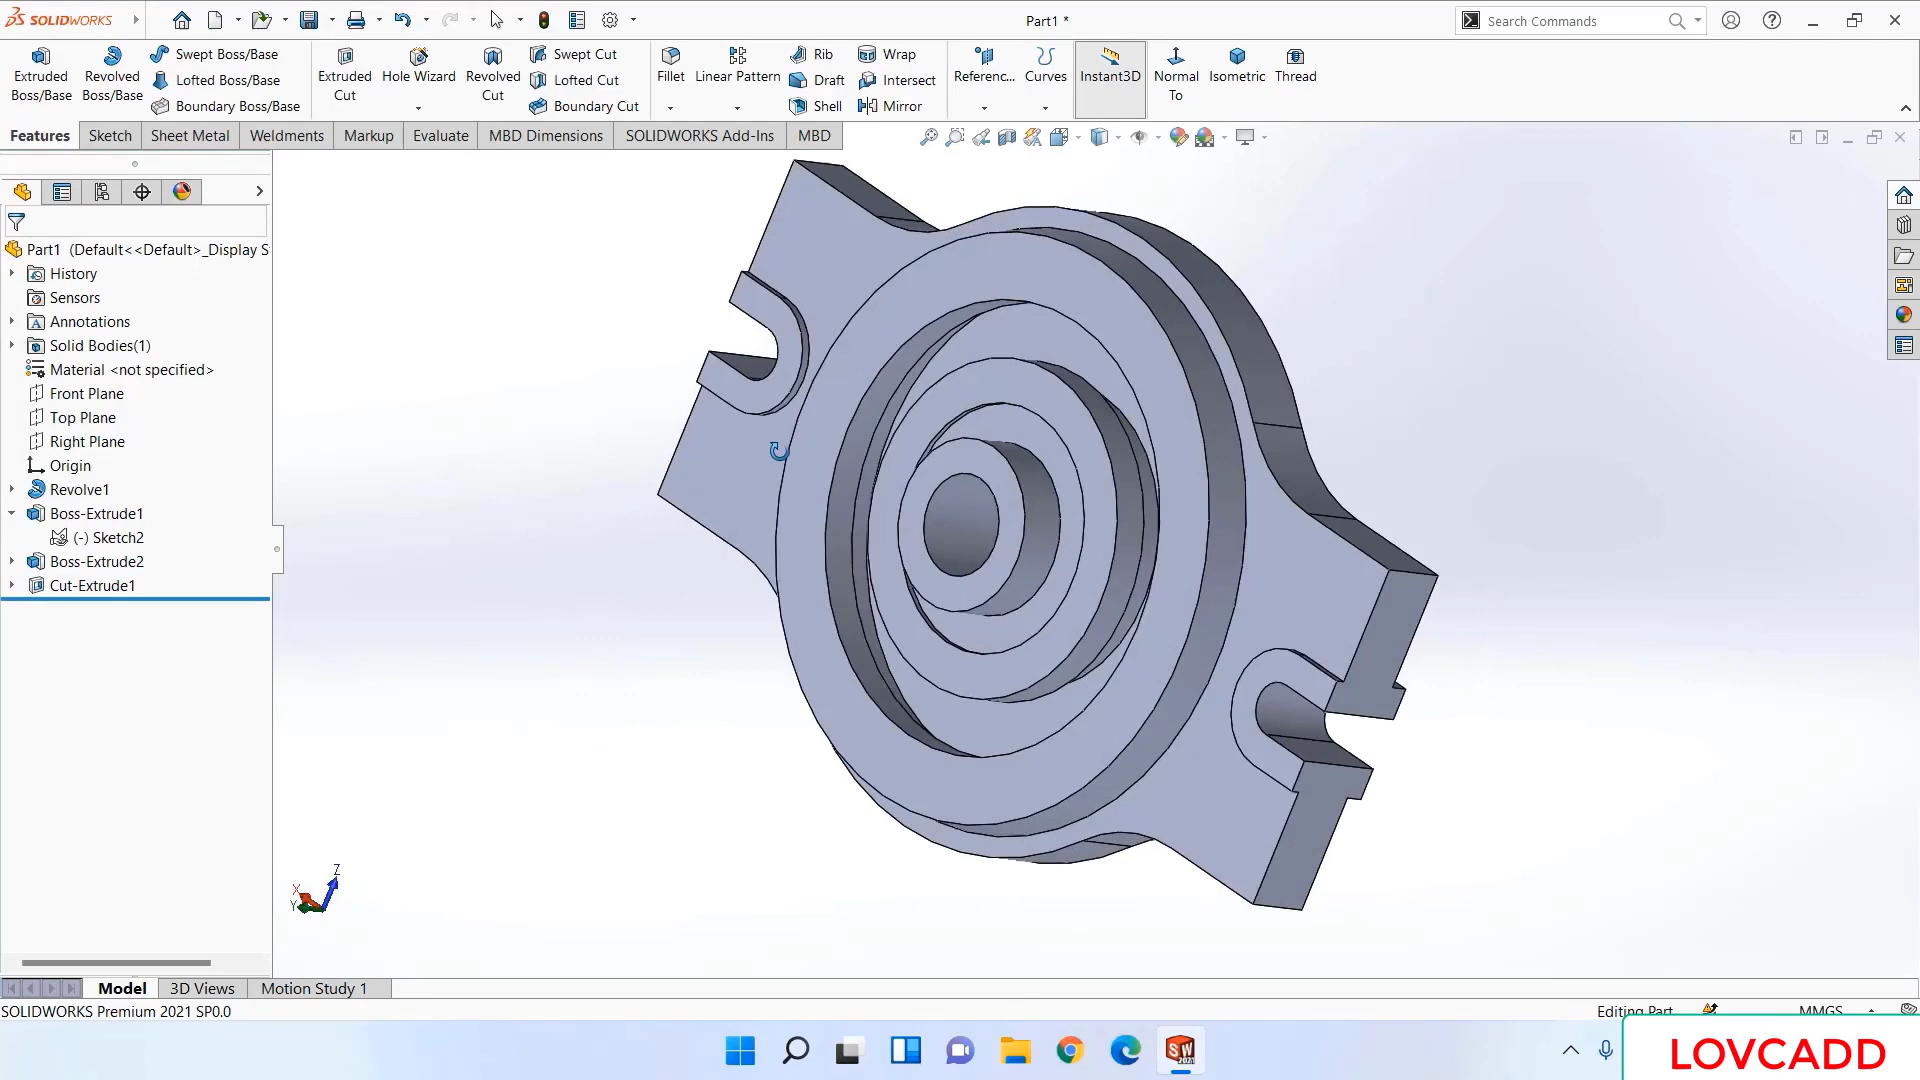 SOLIDWORKS
Part1 *
Search Commands
Extruded Boss/Base
Revolved Boss/Base
Swept Boss/Base
Lofted Boss/Base
Boundary Boss/Base
Extruded Cut
Hole Wizard
Revolved Cut
Swept Cut
Lofted Cut
Boundary Cut
Fillet
Linear Pattern
Rib
Draft
Shell
Wrap
Intersect
Mirror
Referenc...
Curves
Instant3D
Normal To
Isometric
Thread
Features
Sketch
Sheet Metal
Weldments
Markup
Evaluate
MBD Dimensions
SOLIDWORKS Add-Ins
MBD
Part1 (Default<<Default>_Display S
History
Sensors
Annotations
Solid Bodies(1)
Material <not specified>
Front Plane
Top Plane
Right Plane
Origin
Revolve1
Boss-Extrude1
(-) Sketch2
Boss-Extrude2
Cut-Extrude1
Z
X
Y
Model
3D Views
Motion Study 1
SOLIDWORKS Premium 2021 SP0.0
Editing Part
MMGS
SW
2021
LOVCADD